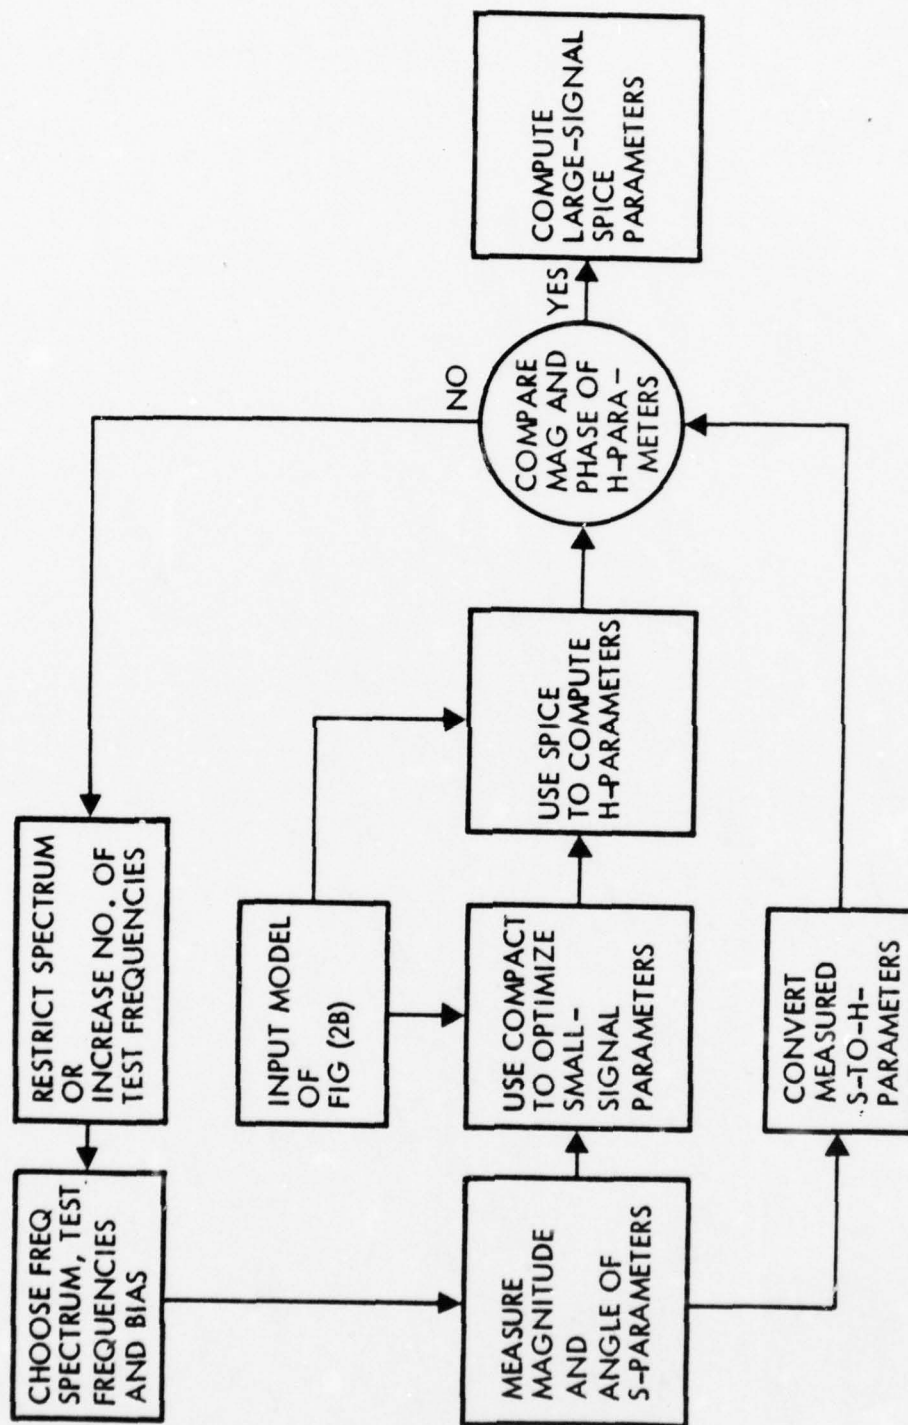 CHOOSE FREQ
SPECTRUM, TEST
FREQUENCIES
AND BIAS
RESTRICT SPECTRUM
OR
INCREASE NO. OF
TEST FREQUENCIES
INPUT MODEL
OF
FIG (2B)
MEASURE
MAGNITUDE
AND
ANGLE OF
S-PARAMETERS
USE COMPACT
TO OPTIMIZE
SMALL-
SIGNAL
PARAMETERS
USE SPICE
TO COMPUTE
H-PARAMETERS
COMPARE
MAG AND
PHASE OF
H-PARA-
METERS
NO
YES
COMPUTE
LARGE-SIGNAL
SPICE
PARAMETERS
CONVERT
MEASURED
S-TO-H-
PARAMETERS